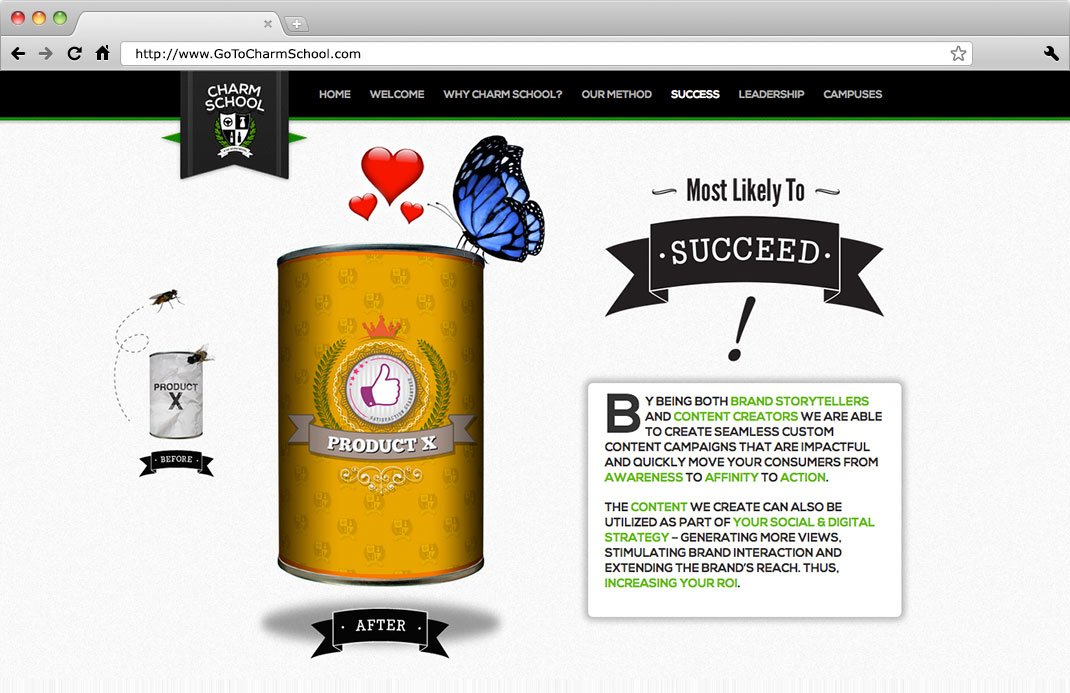 http://www.GoToCharmSchool.com
CHARM
SCHOOL
HOME WELCOME WHY CHARM SCHOOL? OUR METHOD SUCCESS LEADERSHIP CAMPUSES
Most Likely To
· SUCCEED ·
!
PRODUCT
X
· BEFORE ·
SATISFACTION GUARANTEED
PRODUCT X
· AFTER ·
BY BEING BOTH BRAND STORYTELLERS
AND CONTENT CREATORS WE ARE ABLE
TO CREATE SEAMLESS CUSTOM
CONTENT CAMPAIGNS THAT ARE IMPACTFUL
AND QUICKLY MOVE YOUR CONSUMERS FROM
AWARENESS TO AFFINITY TO ACTION.
THE CONTENT WE CREATE CAN ALSO BE
UTILIZED AS PART OF YOUR SOCIAL & DIGITAL
STRATEGY – GENERATING MORE VIEWS,
STIMULATING BRAND INTERACTION AND
EXTENDING THE BRAND'S REACH. THUS,
INCREASING YOUR ROI.